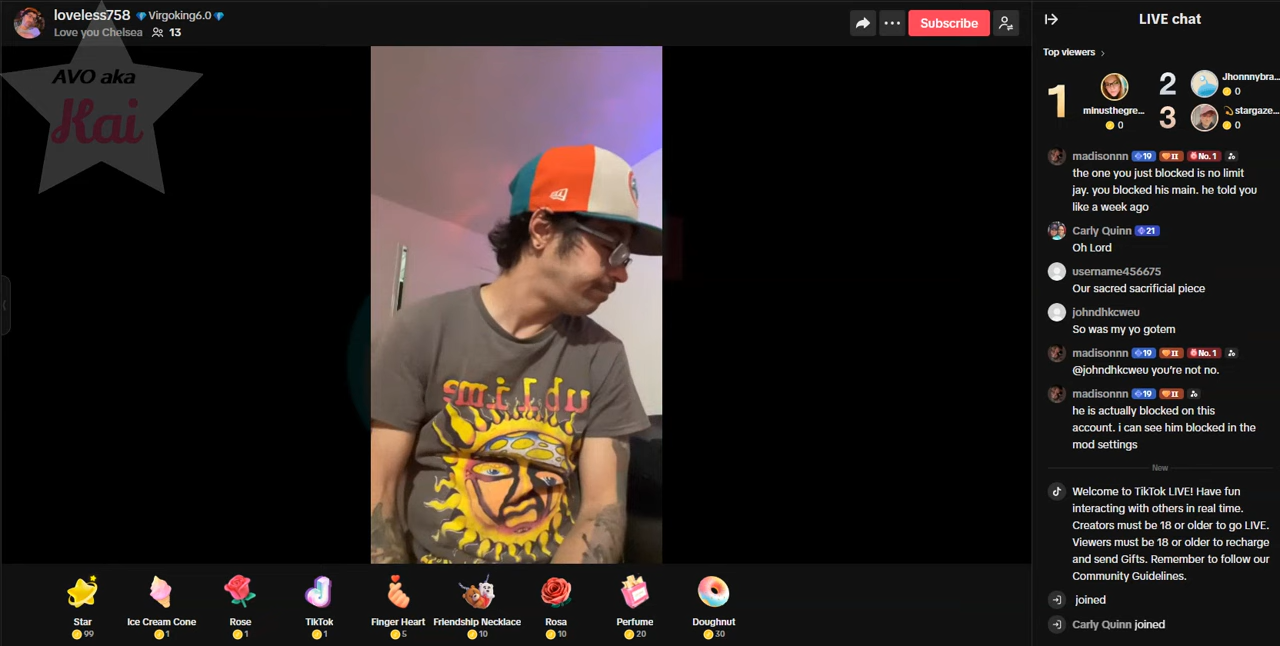 loveless758 💎Virgoking6.0💎
Love you Chelsea 13
Subscribe
AVO aka
Kai
LIVE chat
Top viewers
1
minusthegre...
0
2
Jhonnnybra...
0
3
stargaze...
0
madisonnn 19 II No. 1
the one you just blocked is no limit
jay. you blocked his main. he told you
like a week ago
Carly Quinn 21
Oh Lord
username456675
Our sacred sacrificial piece
johndhkcweu
So was my yo gotem
madisonnn 19 II No. 1
@johndhkcweu you're not no.
madisonnn 19 II
he is actually blocked on this
account. i can see him blocked in the
mod settings
New
Welcome to TikTok LIVE! Have fun
interacting with others in real time.
Creators must be 18 or older to go LIVE.
Viewers must be 18 or older to recharge
and send Gifts. Remember to follow our
Community Guidelines.
joined
Carly Quinn joined
Star
99
Ice Cream Cone
1
Rose
1
TikTok
1
Finger Heart
5
Friendship Necklace
10
Rosa
10
Perfume
20
Doughnut
30